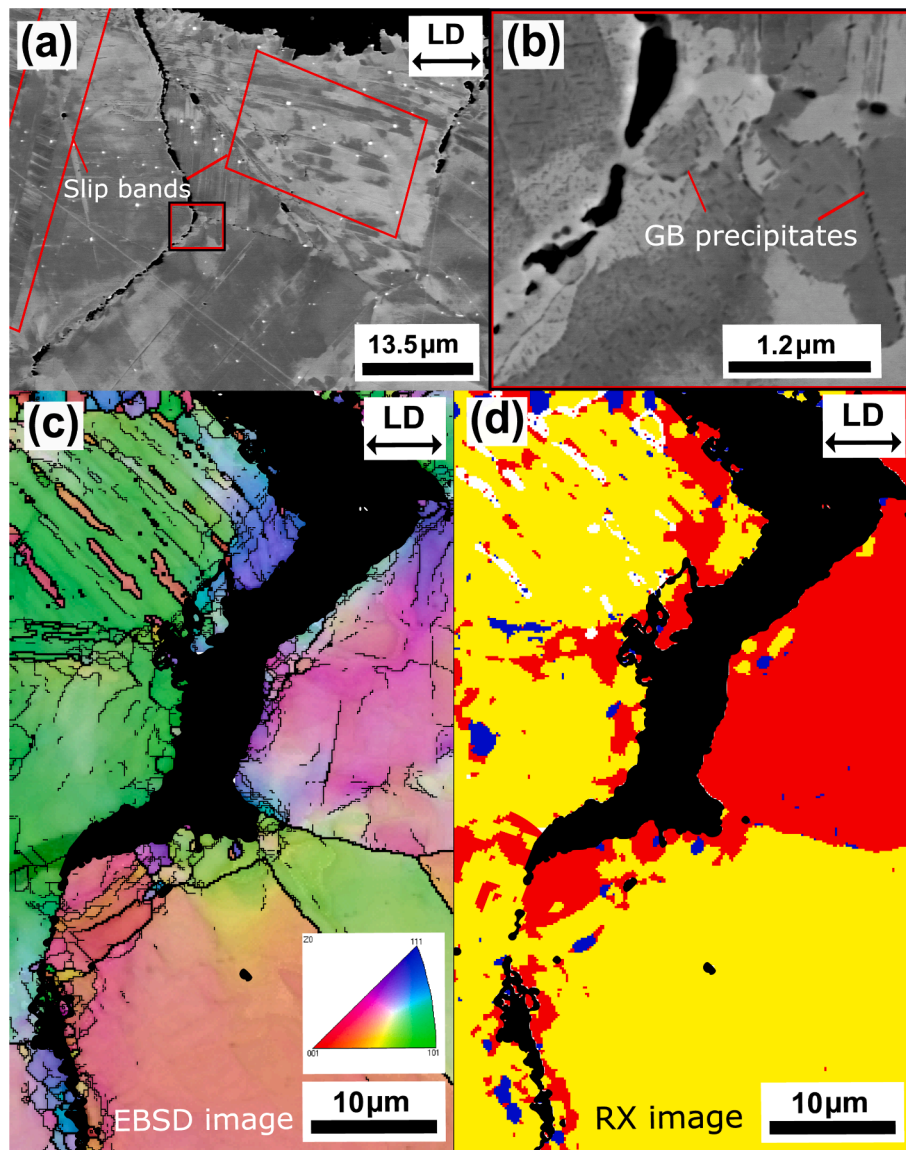 (a)
LD
Slip bands
13.5µm
(b)
GB precipitates
1.2µm
(c)
LD
Z0
111
001
101
EBSD image
10µm
(d)
LD
RX image
10µm